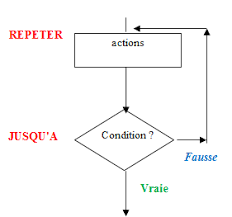 REPETER
actions
JUSQU'A
Condition ?
Fausse
Vraie